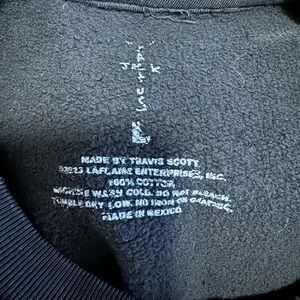 J K
MADE BY TRAVIS SCOTT
©2023 LAFLAME ENTERPRISES, INC.
100% COTTON
MACHINE WASH COLD. DO NOT BLEACH.
TUMBLE DRY LOW. NO IRON ON GRAPHIC.
MADE IN MEXICO.